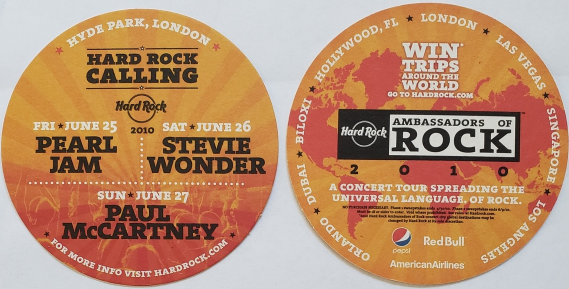 HYDE PARK, LONDON
HARD ROCK
CALLING
Hard Rock
2010
FRI ★ JUNE 25
PEARL
JAM
SAT ★ JUNE 26
STEVIE
WONDER
SUN ★ JUNE 27
PAUL
McCARTNEY
FOR MORE INFO VISIT HARDROCK.COM
ORLANDO ★ DUBAI ★ BILOXI ★ HOLLYWOOD, FL ★ LONDON ★ LAS VEGAS ★ SINGAPORE ★ LOS ANGELES
WIN*
TRIPS
AROUND THE
WORLD
GO TO HARDROCK.COM
Hard Rock
AMBASSADORS OF
ROCK™
2010
A CONCERT TOUR SPREADING THE
UNIVERSAL LANGUAGE, OF ROCK.
pepsi
Red Bull
AmericanAirlines